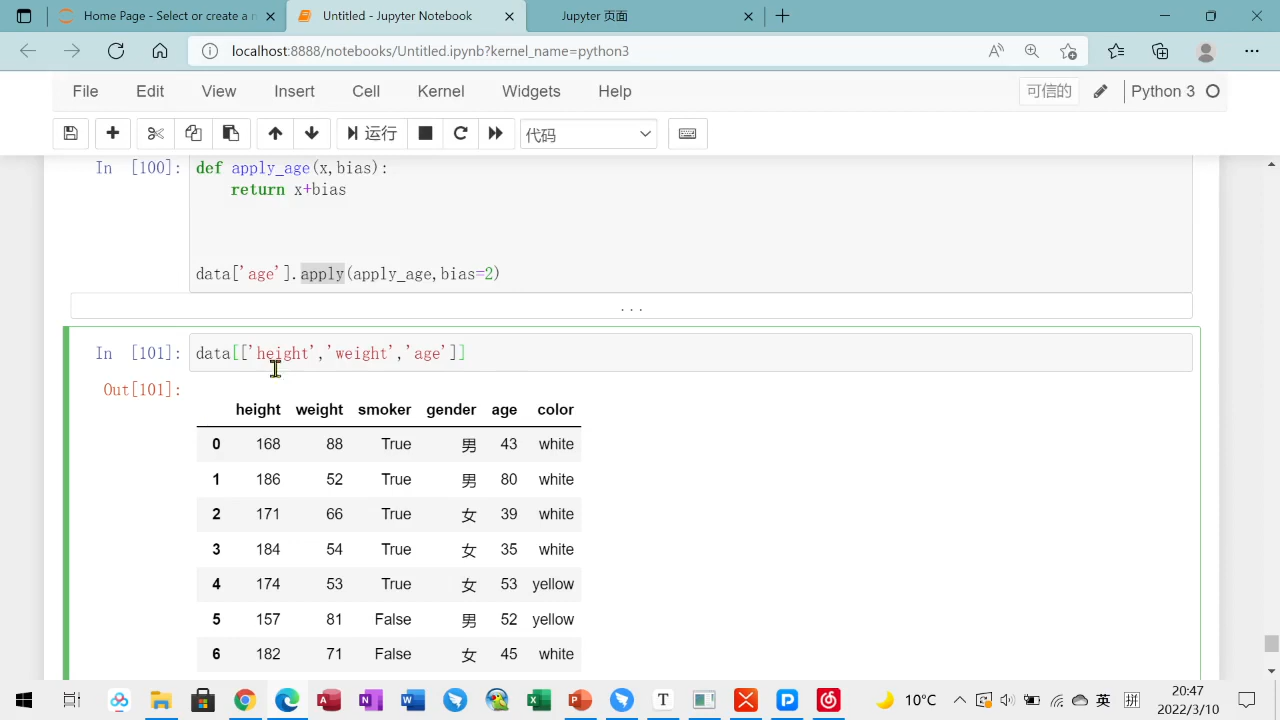 Home Page - Select or create a n
Untitled - Jupyter Notebook
Jupyter 页面
localhost:8888/notebooks/Untitled.ipynb?kernel_name=python3
File Edit View Insert Cell Kernel Widgets Help 可信的 Python 3
运行 代码
In [100]: def apply_age(x,bias):
return x+bias
data['age'].apply(apply_age,bias=2)
...
In [101]: data[['height','weight','age']]
Out[101]:
height weight smoker gender age color
0 168 88 True 男 43 white
1 186 52 True 男 80 white
2 171 66 True 女 39 white
3 184 54 True 女 35 white
4 174 53 True 女 53 yellow
5 157 81 False 男 52 yellow
6 182 71 False 女 45 white
10°C 英 拼 20:47
2022/3/10